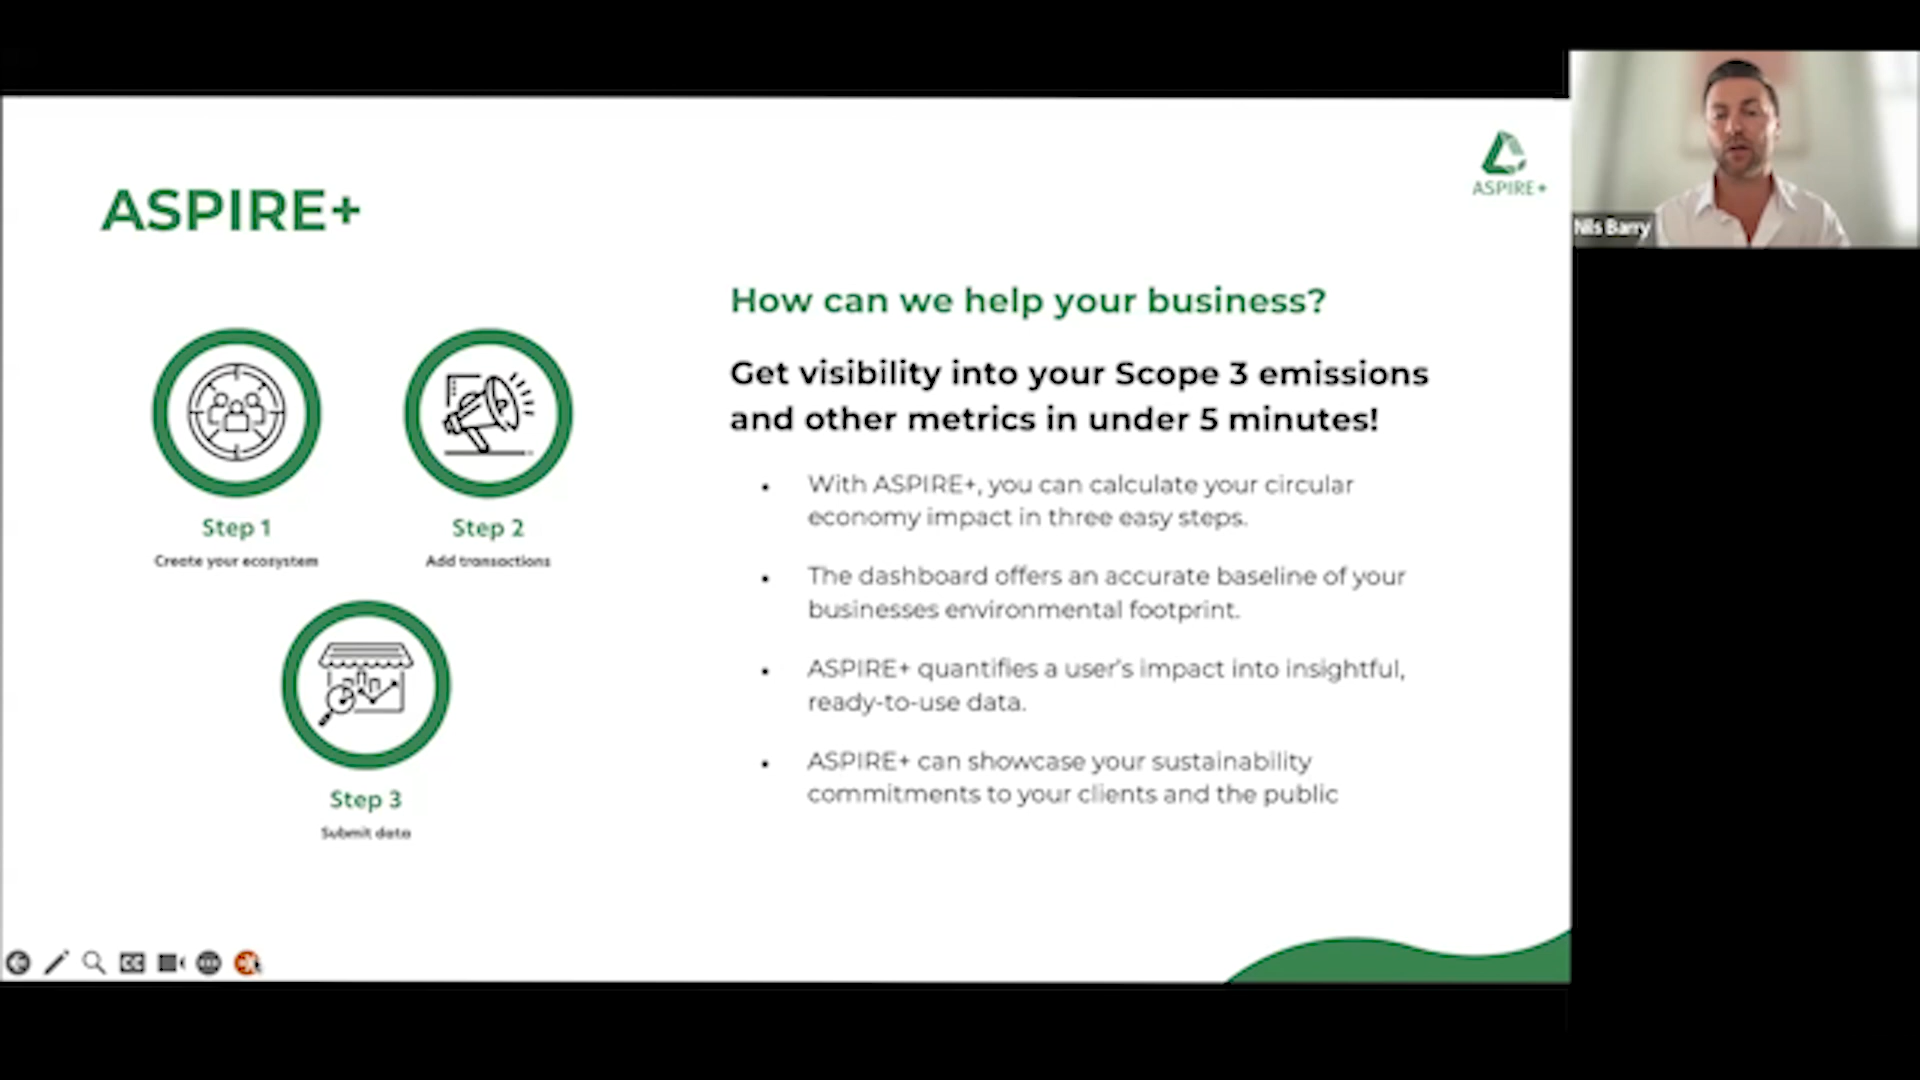 ASPIRE+
ASPIRE+
Nils Barry
How can we help your business?
Get visibility into your Scope 3 emissions
and other metrics in under 5 minutes!
With ASPIRE+, you can calculate your circular
economy impact in three easy steps.
The dashboard offers an accurate baseline of your
businesses environmental footprint.
ASPIRE+ quantifies a user's impact into insightful,
ready-to-use data.
ASPIRE+ can showcase your sustainability
commitments to your clients and the public
Step 1
Create your ecosystem
Step 2
Add transactions
Step 3
Submit data
CC